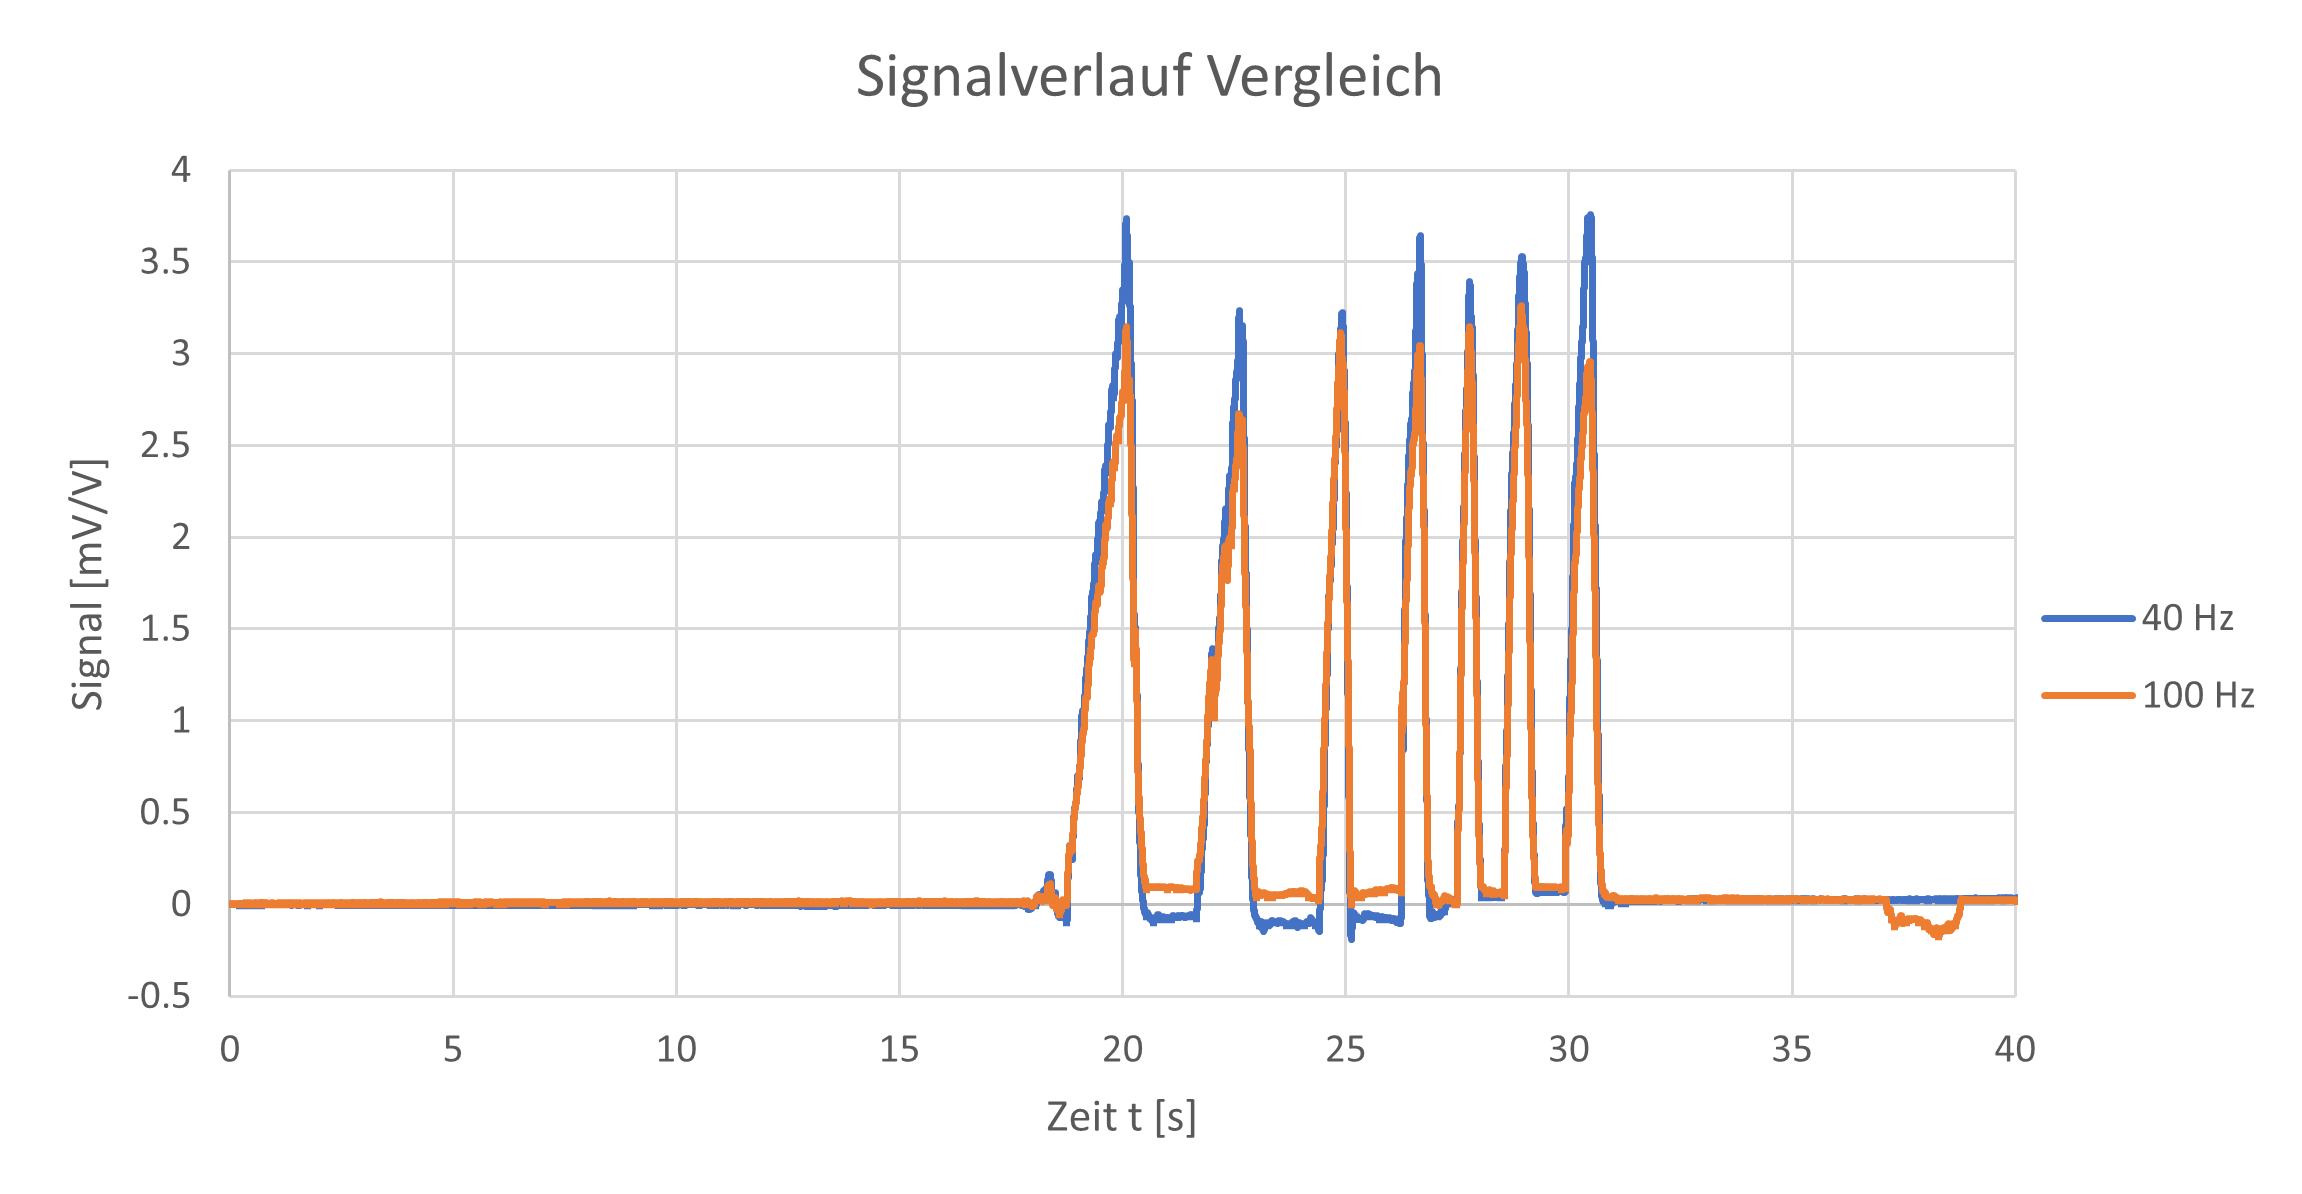 Signalverlauf Vergleich
4
3.5
3
2.5
2
1.5
1
0.5
0
-0.5
Signal [mV/V]
0 5 10 15 20 25 30 35 40
Zeit t [s]
40 Hz
100 Hz